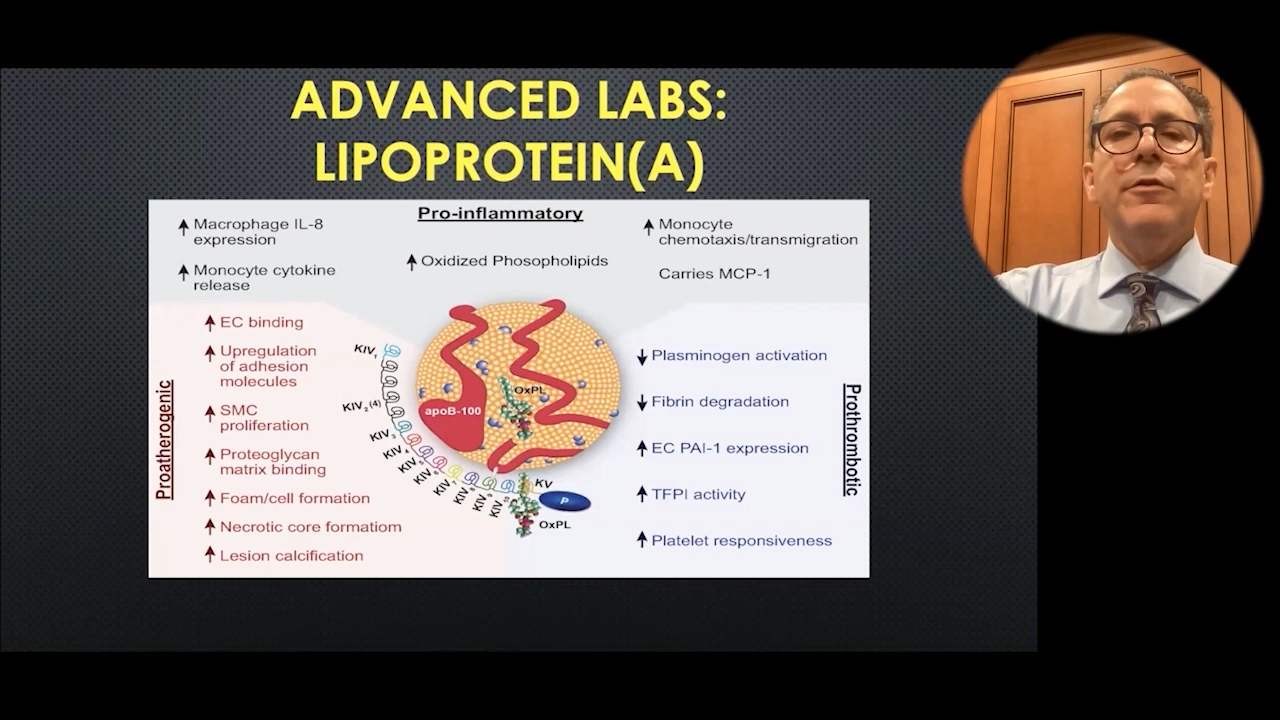 ADVANCED LABS:
LIPOPROTEIN(A)
Pro-inflammatory
Macrophage IL-8
expression
Monocyte cytokine
release
Oxidized Phosopholipids
Monocyte
chemotaxis/transmigration
Carries MCP-1
Proatherogenic
EC binding
Upregulation
of adhesion
molecules
SMC
proliferation
Proteoglycan
matrix binding
Foam/cell formation
Necrotic core formatiom
Lesion calcification
KIV1
KIV2 (4)
KIV3
KIV4
KIV5
KIV6
KIV7
KIV8
KIV9
KIV10
KV
P
apoB-100
OxPL
OxPL
Plasminogen activation
Fibrin degradation
EC PAI-1 expression
TFPI activity
Platelet responsiveness
Prothrombotic